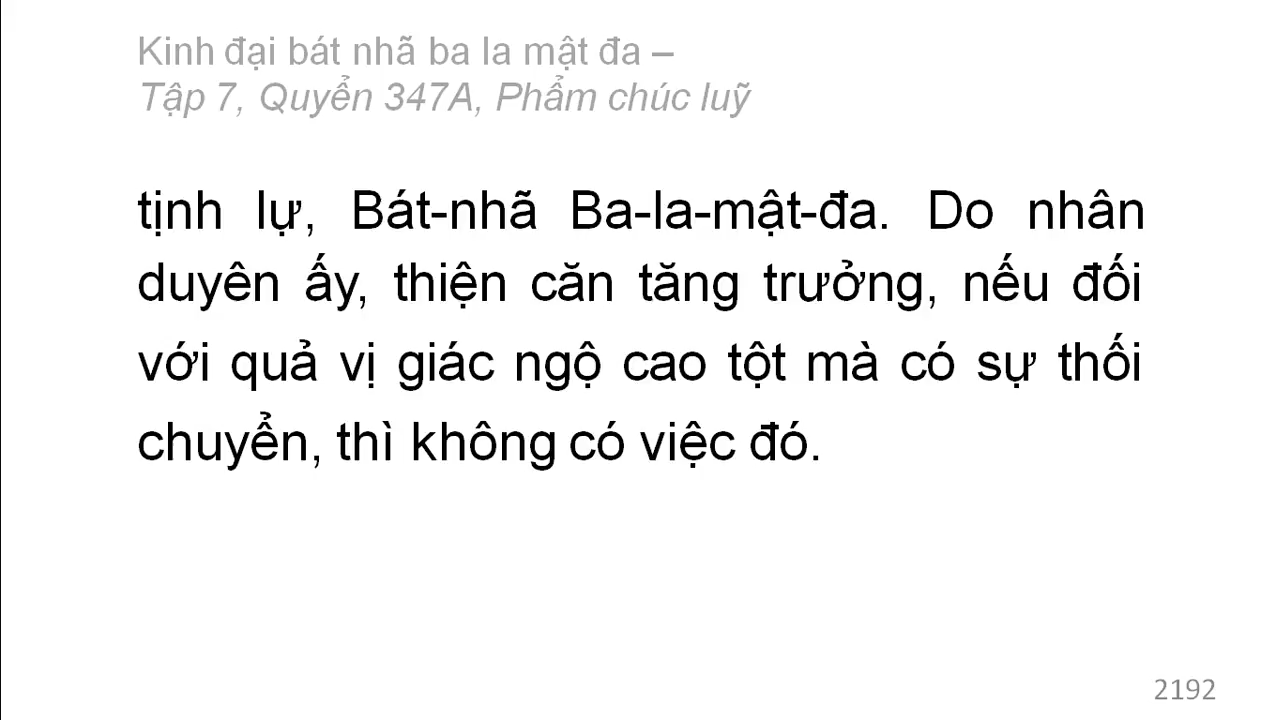 Kinh đại bát nhã ba la mật đa –
Tập 7, Quyển 347A, Phẩm chúc luỹ
tịnh lự, Bát-nhã Ba-la-mật-đa. Do nhân
duyên ấy, thiện căn tăng trưởng, nếu đối
với quả vị giác ngộ cao tột mà có sự thối
chuyển, thì không có việc đó.
2192